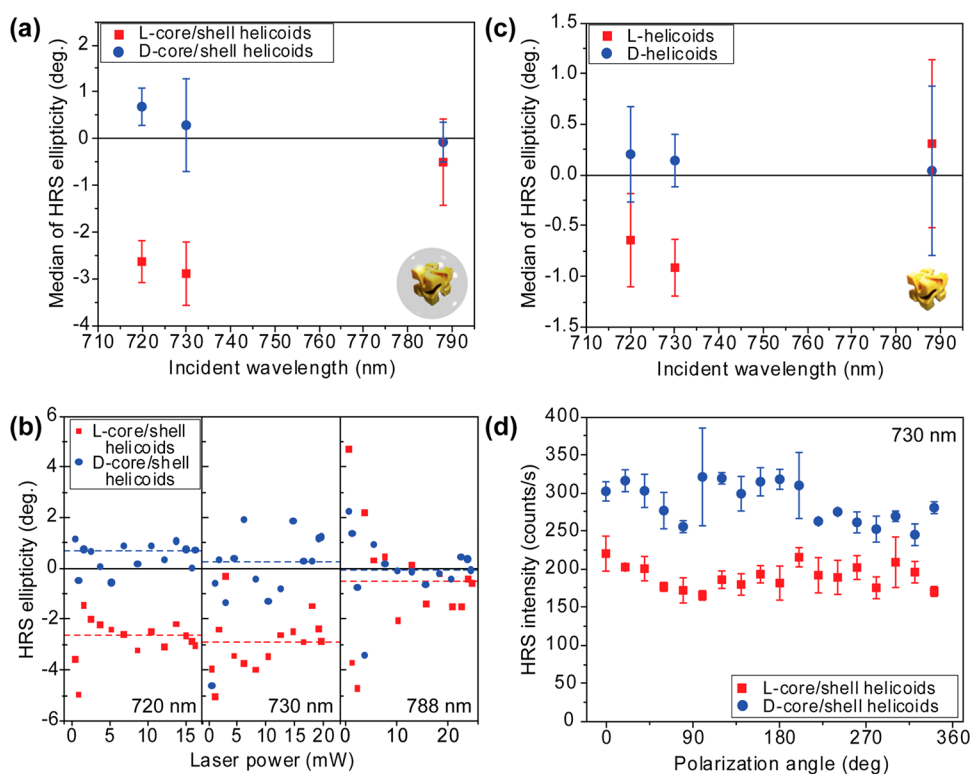 (a)
Median of HRS ellipticity (deg.)
2
1
0
-1
-2
-3
-4
L-core/shell helicoids
D-core/shell helicoids
710 720 730 740 750 760 770 780 790
Incident wavelength (nm)
(c)
Median of HRS ellipticity (deg.)
1.5
1.0
0.5
0.0
-0.5
-1.0
-1.5
L-helicoids
D-helicoids
710 720 730 740 750 760 770 780 790
Incident wavelength (nm)
(b)
HRS ellipticity (deg.)
6
4
2
0
-2
-4
-6
L-core/shell
helicoids
D-core/shell
helicoids
720 nm
730 nm
788 nm
0 5 10 15 0 5 10 15 20 0 10 20
Laser power (mW)
(d)
HRS intensity (counts/s)
400
350
300
250
200
150
100
50
0
730 nm
L-core/shell helicoids
D-core/shell helicoids
0 90 180 270 360
Polarization angle (deg)